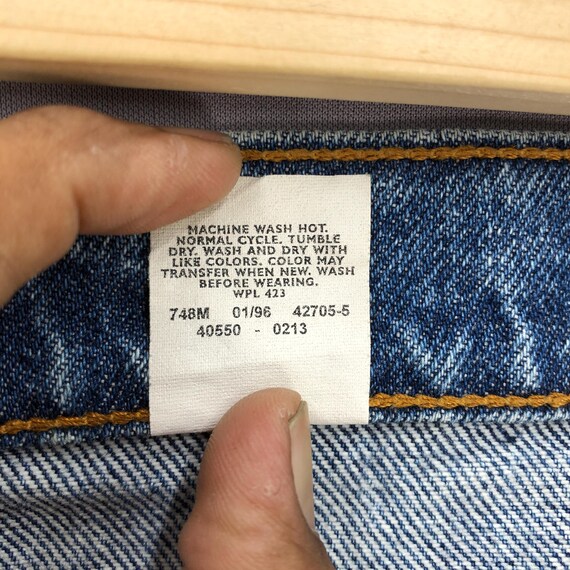 MACHINE WASH HOT.
NORMAL CYCLE. TUMBLE
DRY. WASH AND DRY WITH
LIKE COLORS. COLOR MAY
TRANSFER WHEN NEW. WASH
BEFORE WEARING.
WPL 423
748M 01/96 42705-5
40550 - 0213